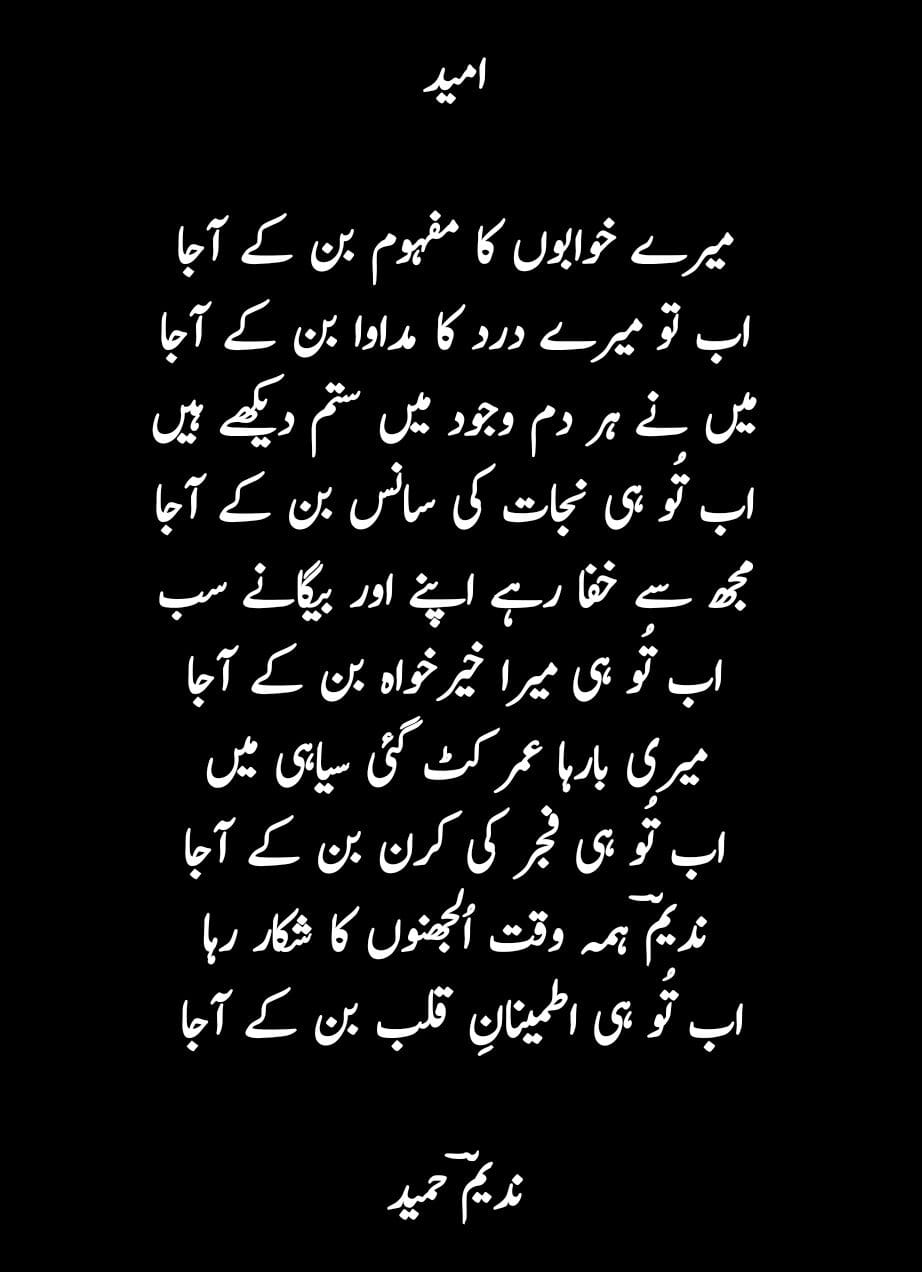 امید
میرے خوابوں کا مفہوم بن کے آجا
اب تو میرے درد کا مداوا بن کے آجا
میں نے ہر دم وجود میں ستم دیکھے ہیں
اب تُو ہی نجات کی سانس بن کے آجا
مجھ سے خفا رہے اپنے اور بیگانے سب
اب تُو ہی میرا خیرخواہ بن کے آجا
میری بارہا عمر کٹ گئی سیاہی میں
اب تُو ہی فجر کی کرن بن کے آجا
ندیمؔ ہمہ وقت اُلجھنوں کا شکار رہا
اب تُو ہی اطمینانِ قلب بن کے آجا
ندیمؔ حمید